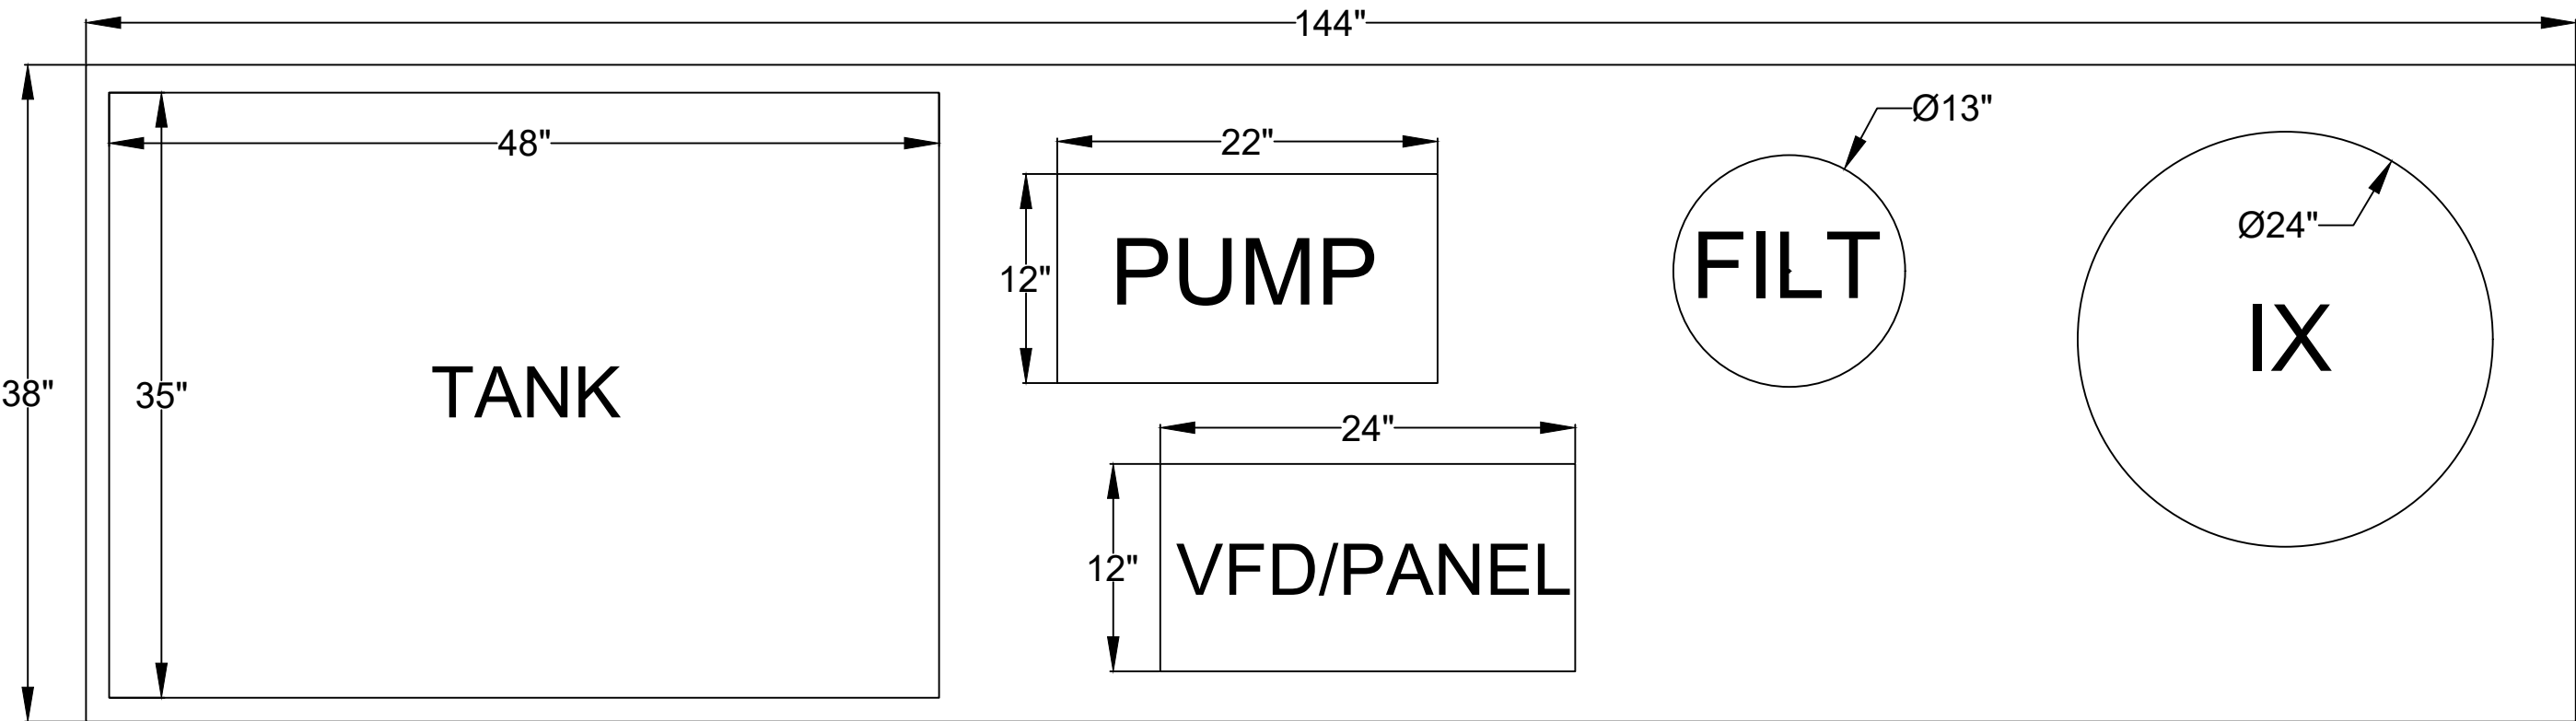 144"
Ø13"
48"
22"
Ø24"
PUMP
FILT
12"
IX
38"
35"
TANK
24"
12"
VFD/PANEL